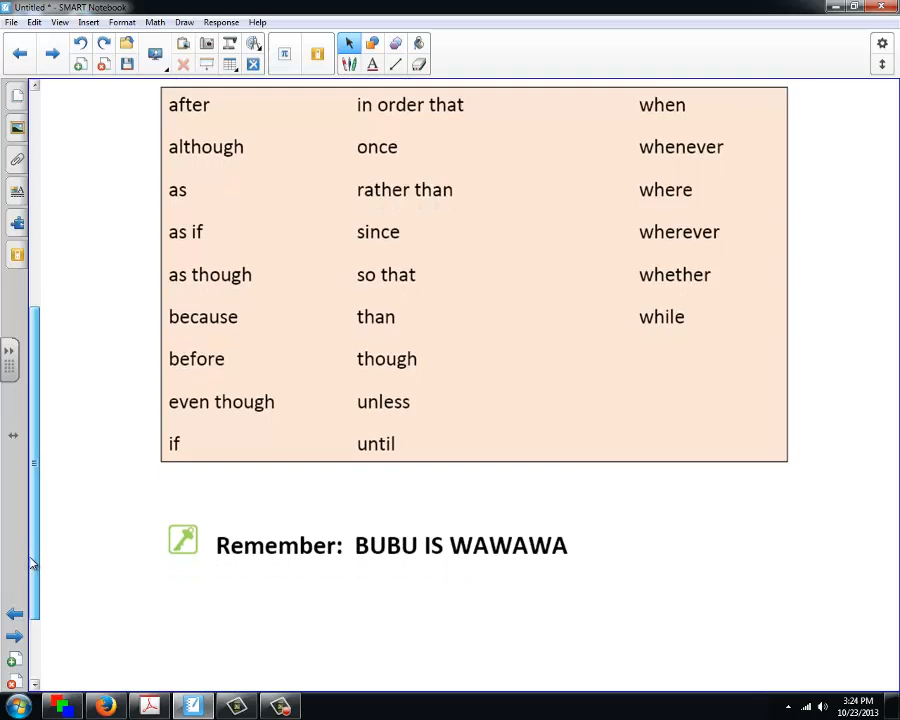 Untitled * - SMART Notebook
File Edit View Insert Format Math Draw Response Help
after in order that when
although once whenever
as rather than where
as if since wherever
as though so that whether
because than while
before though
even though unless
if until
Remember: BUBU IS WAWAWA
3:24 PM
10/23/2013